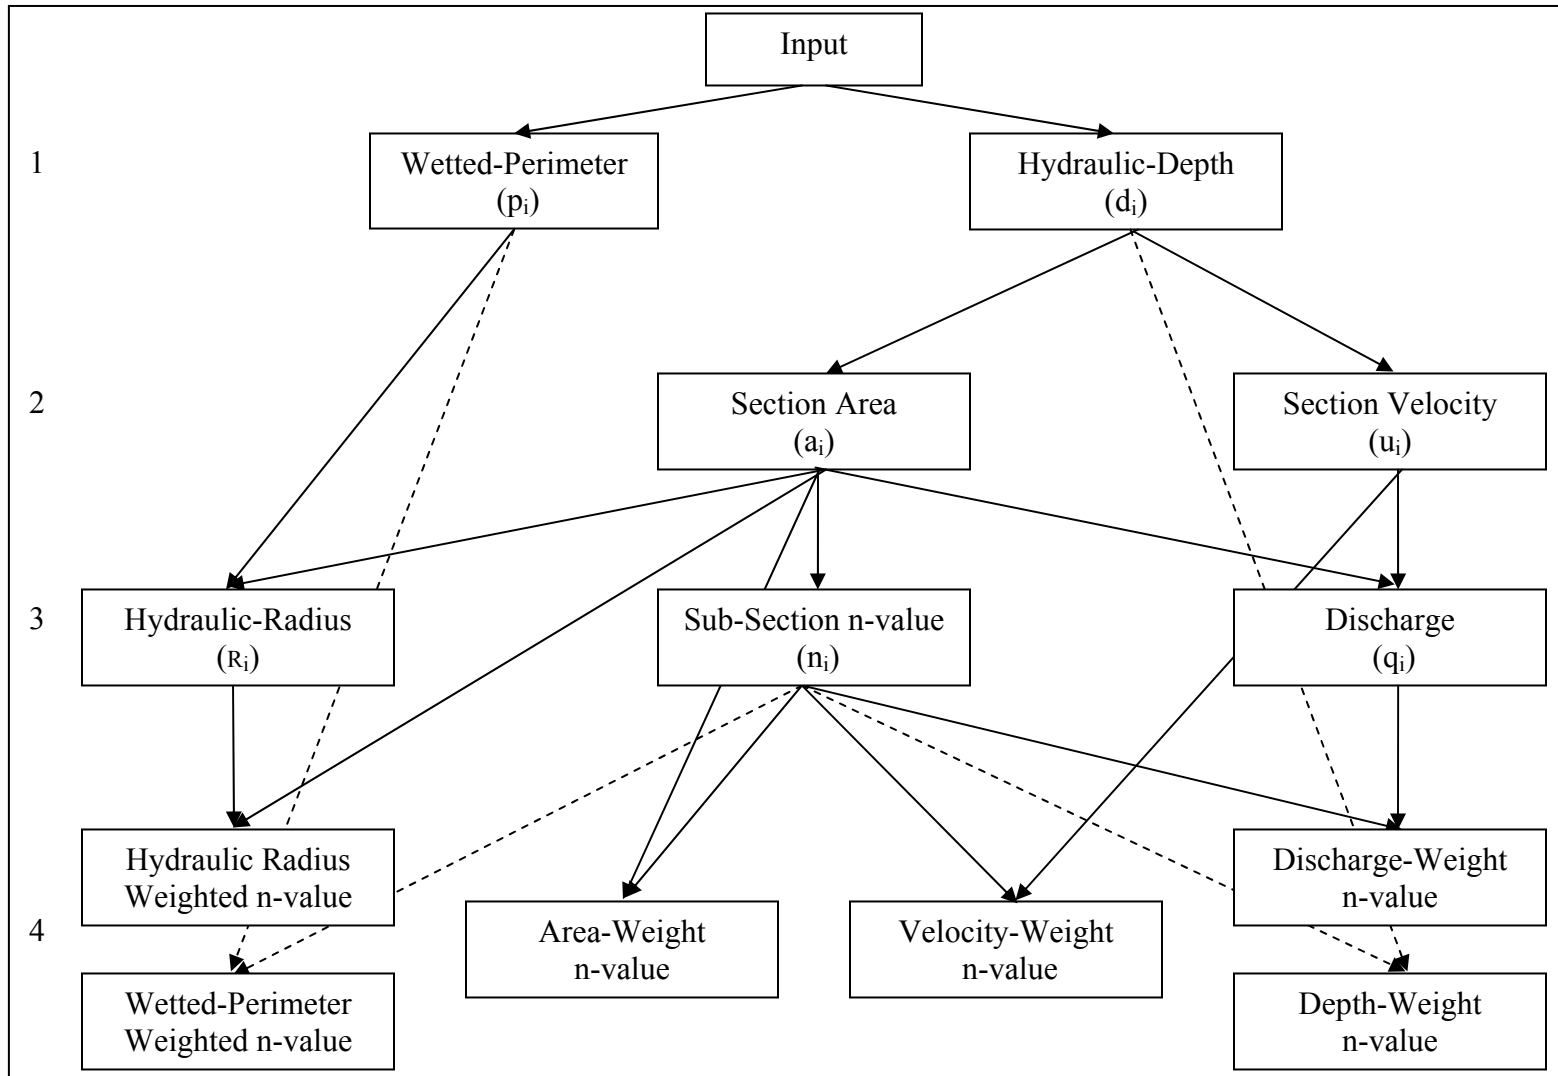 Input
1
Wetted-Perimeter
(pᵢ)
Hydraulic-Depth
(dᵢ)
2
Section Area
(aᵢ)
Section Velocity
(uᵢ)
3
Hydraulic-Radius
(Rᵢ)
Sub-Section n-value
(nᵢ)
Discharge
(qᵢ)
4
Hydraulic Radius
Weighted n-value
Area-Weight
n-value
Velocity-Weight
n-value
Discharge-Weight
n-value
Wetted-Perimeter
Weighted n-value
Depth-Weight
n-value